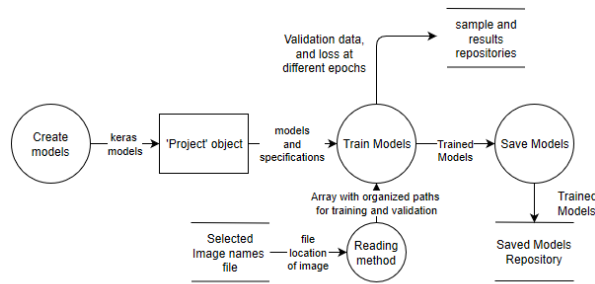 Validation data,
and loss at
different epochs
sample and
results
repositories
Create
models
keras
models
'Project' object
models
and
specifications
Train Models
Trained
Models
Save Models
Array with organized paths
for training and validation
Trained
Models
Selected
Image names
file
file
location
of image
Reading
method
Saved Models
Repository